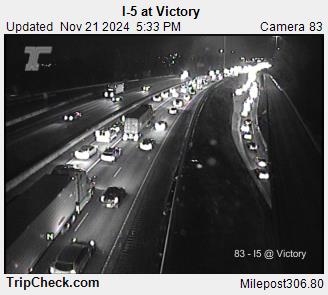 I-5 at Victory
Updated Nov 21 2024 5:33 PM Camera 83
T
N
83 - I5 @ Victory
TripCheck.com Milepost306.80